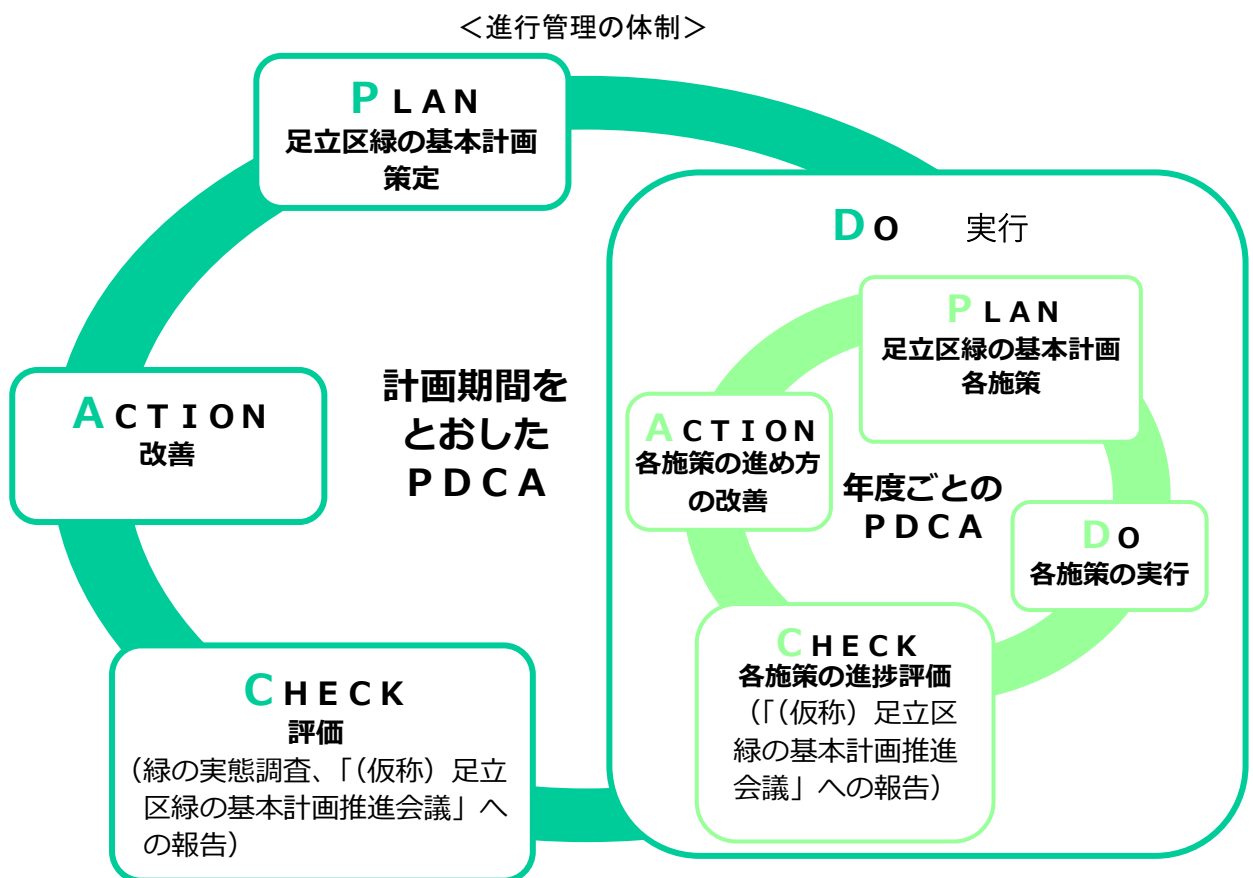 ＜進行管理の体制＞
ＰＬＡＮ
足立区緑の基本計画
策定
ＤＯ　実行
ＰＬＡＮ
足立区緑の基本計画
各施策
ＤＯ
各施策の実行
ＣＨＥＣＫ
各施策の進捗評価
（「（仮称）足立区
緑の基本計画推進
会議」への報告）
ＡＣＴＩＯＮ
各施策の進め方
の改善
年度ごとの
ＰＤＣＡ
ＣＨＥＣＫ
評価
（緑の実態調査、「（仮称）足立
区緑の基本計画推進会議」へ
の報告）
ＡＣＴＩＯＮ
改善
計画期間を
とおした
ＰＤＣＡ